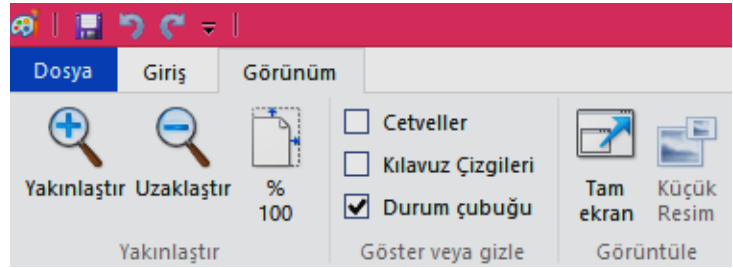 Dosya Giriş Görünüm
Cetveller
Kılavuz Çizgileri
Durum çubuğu
Yakınlaştır Uzaklaştır %
100
Tam
ekran
Küçük
Resim
Yakınlaştır Göster veya gizle Görüntüle